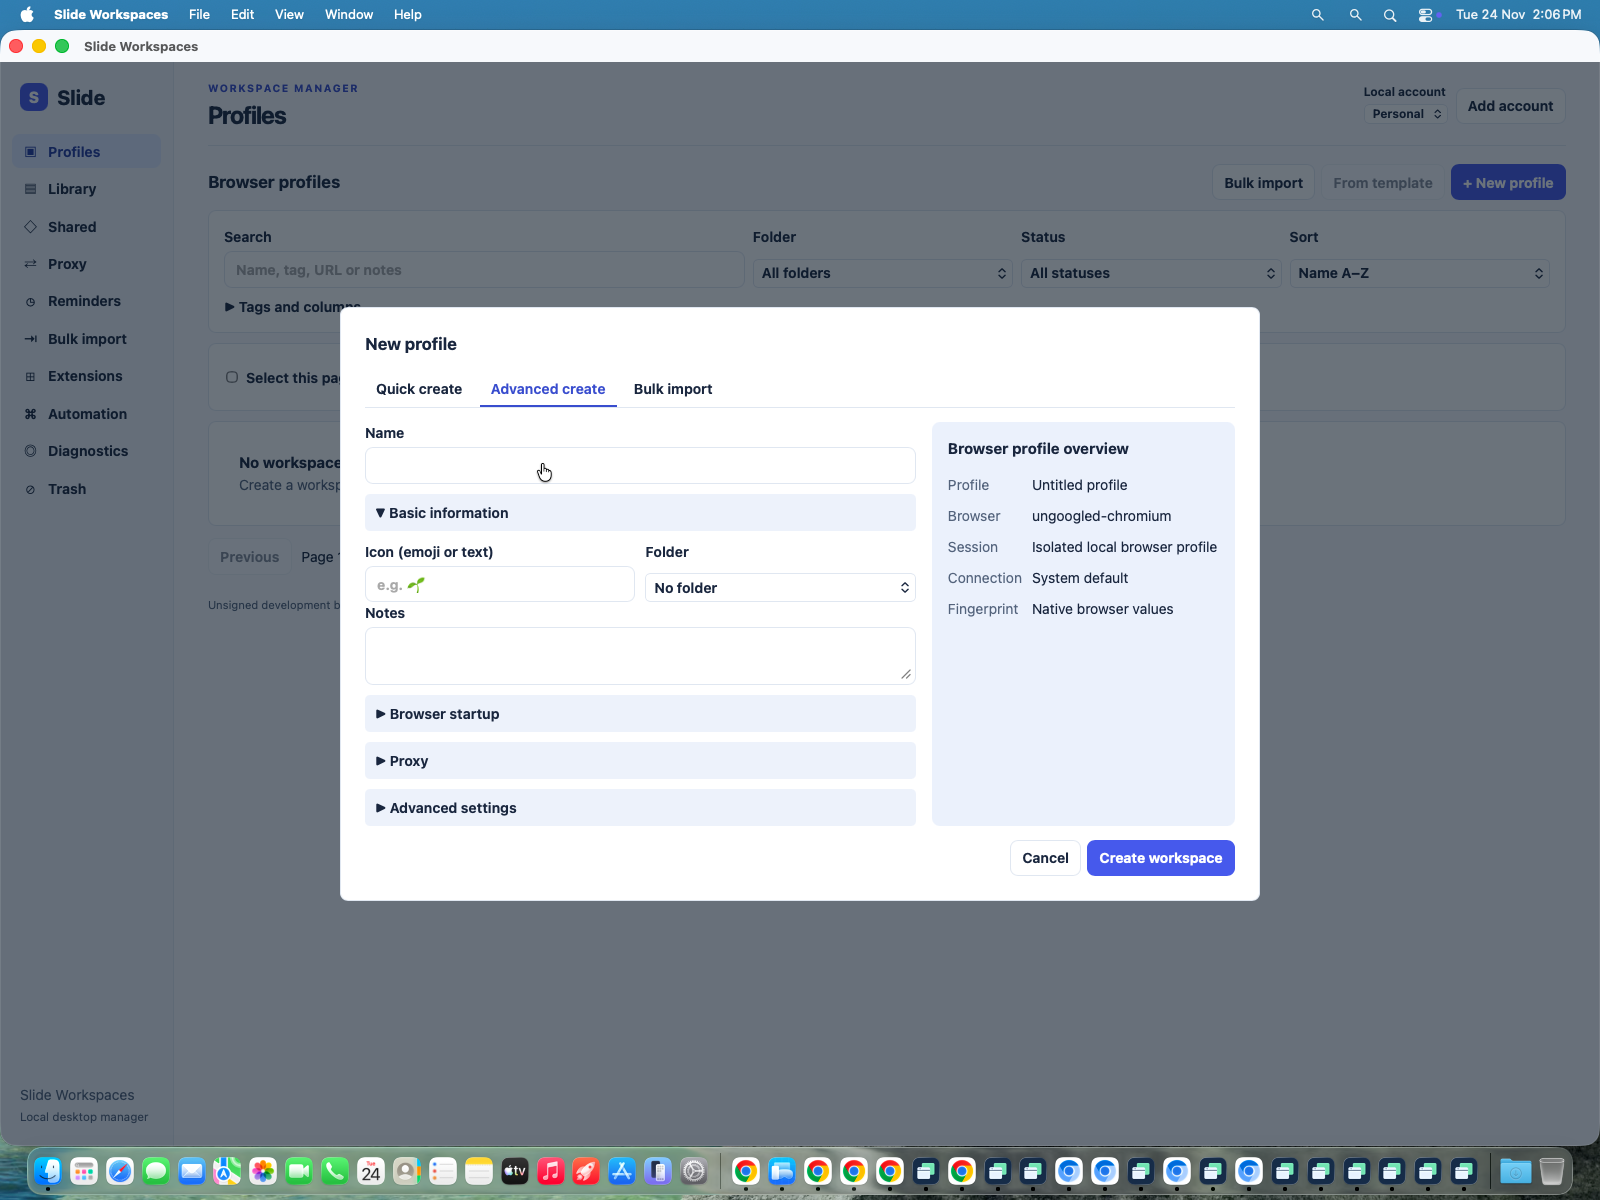 Slide Workspaces File Edit View Window Help
Tue 24 Nov 2:06 PM
Slide Workspaces
S Slide
Profiles
Library
Shared
Proxy
Reminders
Bulk import
Extensions
Automation
Diagnostics
Trash
Slide Workspaces
Local desktop manager
WORKSPACE MANAGER
Profiles
Local account
Personal
Add account
Browser profiles
Bulk import
From template
+ New profile
Search
Name, tag, URL or notes
Folder
All folders
Status
All statuses
Sort
Name A–Z
Tags and columns
Select this pa
No workspace
Create a worksp
Previous
Page 1
Unsigned development b
New profile
Quick create
Advanced create
Bulk import
Name
Basic information
Icon (emoji or text)
e.g. 🌱
Folder
No folder
Notes
Browser startup
Proxy
Advanced settings
Browser profile overview
Profile Untitled profile
Browser ungoogled-chromium
Session Isolated local browser profile
Connection System default
Fingerprint Native browser values
Cancel
Create workspace
Tue
24
tv